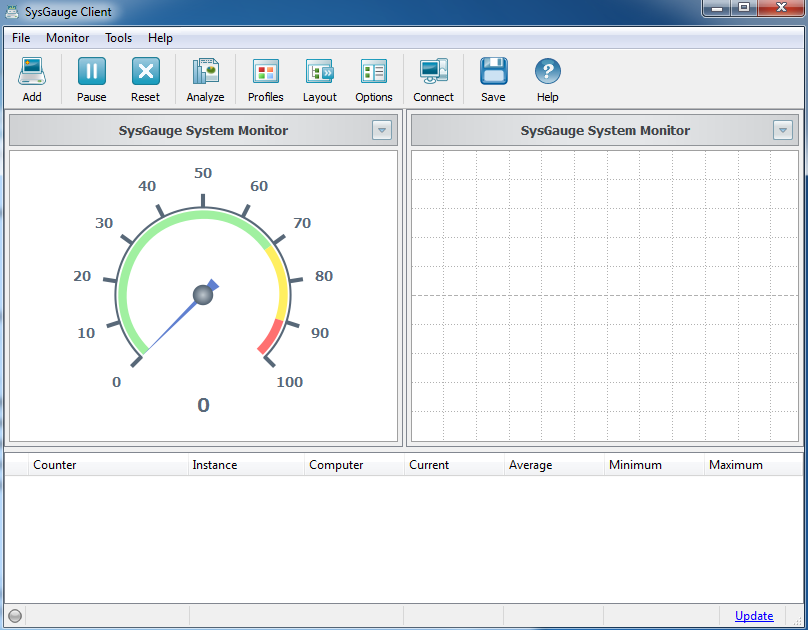 SysGauge Client
File Monitor Tools Help
Add Pause Reset Analyze Profiles Layout Options Connect Save Help
SysGauge System Monitor
SysGauge System Monitor
50
40 60
30 70
20 80
10 90
0 100
0
Counter Instance Computer Current Average Minimum Maximum
Update